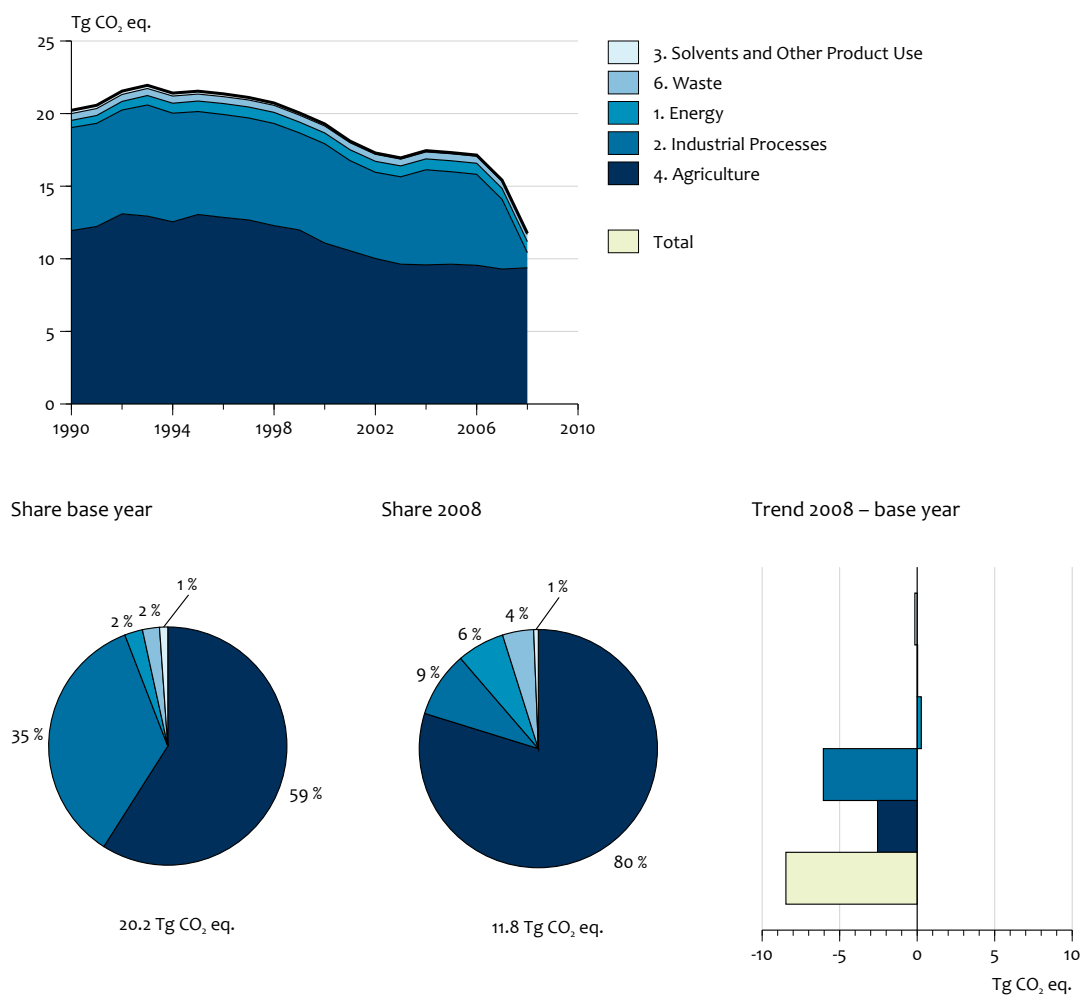 Tg CO₂ eq.
25
20
15
10
5
0
1990 1994 1998 2002 2006 2010
3. Solvents and Other Product Use
6. Waste
1. Energy
2. Industrial Processes
4. Agriculture
Total
Share base year
1 %
2 %
2 %
35 %
59 %
20.2 Tg CO₂ eq.
Share 2008
1 %
4 %
6 %
9 %
80 %
11.8 Tg CO₂ eq.
Trend 2008 – base year
-10 -5 0 5 10
Tg CO₂ eq.